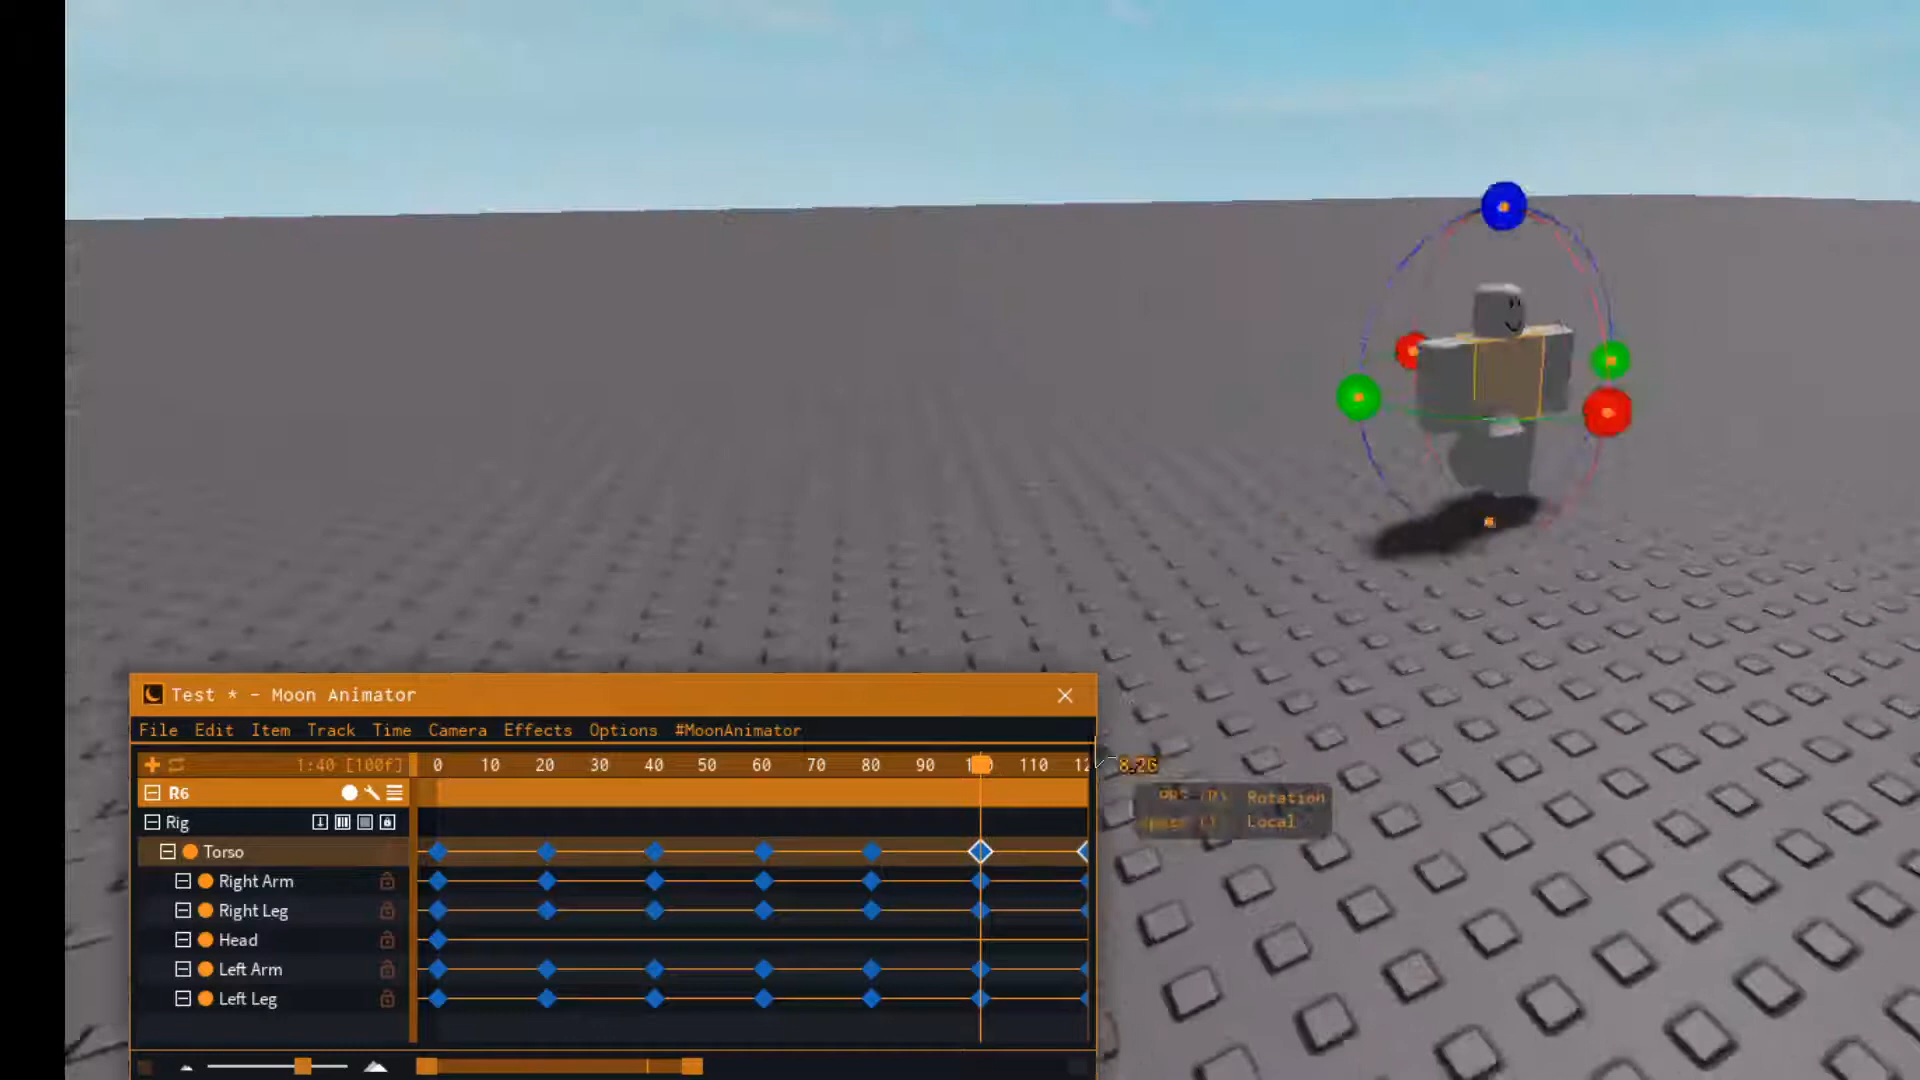 Test * - Moon Animator
File Edit Item Track Time Camera Effects Options #MoonAnimator
1:40 [100f] 0 10 20 30 40 50 60 70 80 90 110
R6
Rig
Torso
Right Arm
Right Leg
Head
Left Arm
Left Leg
Rotation
Local